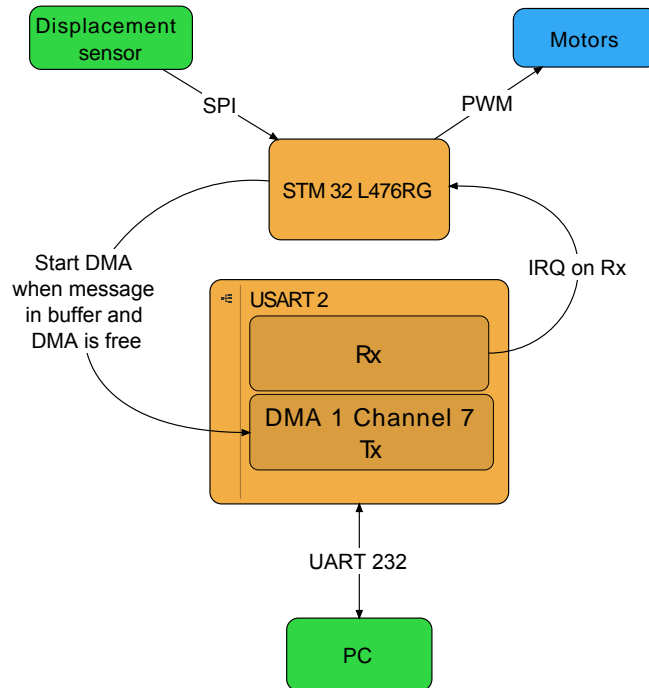 Displacement
sensor
Motors
SPI
PWM
STM 32 L476RG
Start DMA
when message
in buffer and
DMA is free
IRQ on Rx
USART 2
Rx
DMA 1 Channel 7
Tx
UART 232
PC